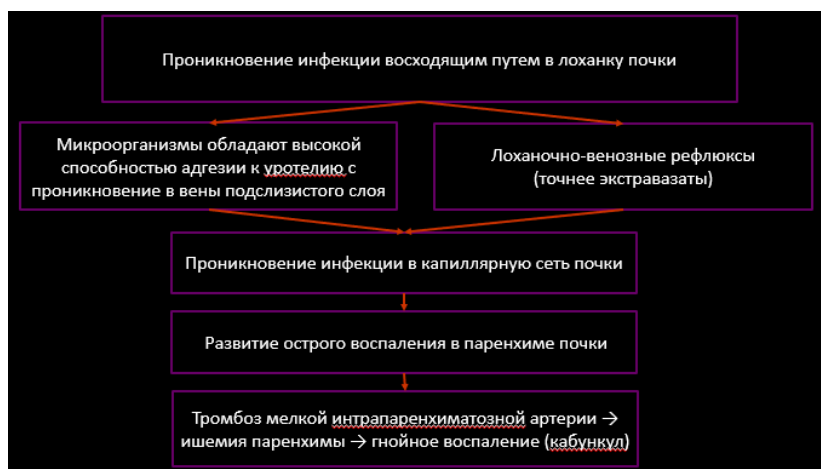 Проникновение инфекции восходящим путем в лоханку почки
Микроорганизмы обладают высокой
способностью адгезии к уротелию с
проникновение в вены подслизистого слоя
Лоханочно-венозные рефлюксы
(точнее экстравазаты)
Проникновение инфекции в капиллярную сеть почки
Развитие острого воспаления в паренхиме почки
Тромбоз мелкой интрапаренхиматозной артерии →
ишемия паренхимы → гнойное воспаление (кабункул)